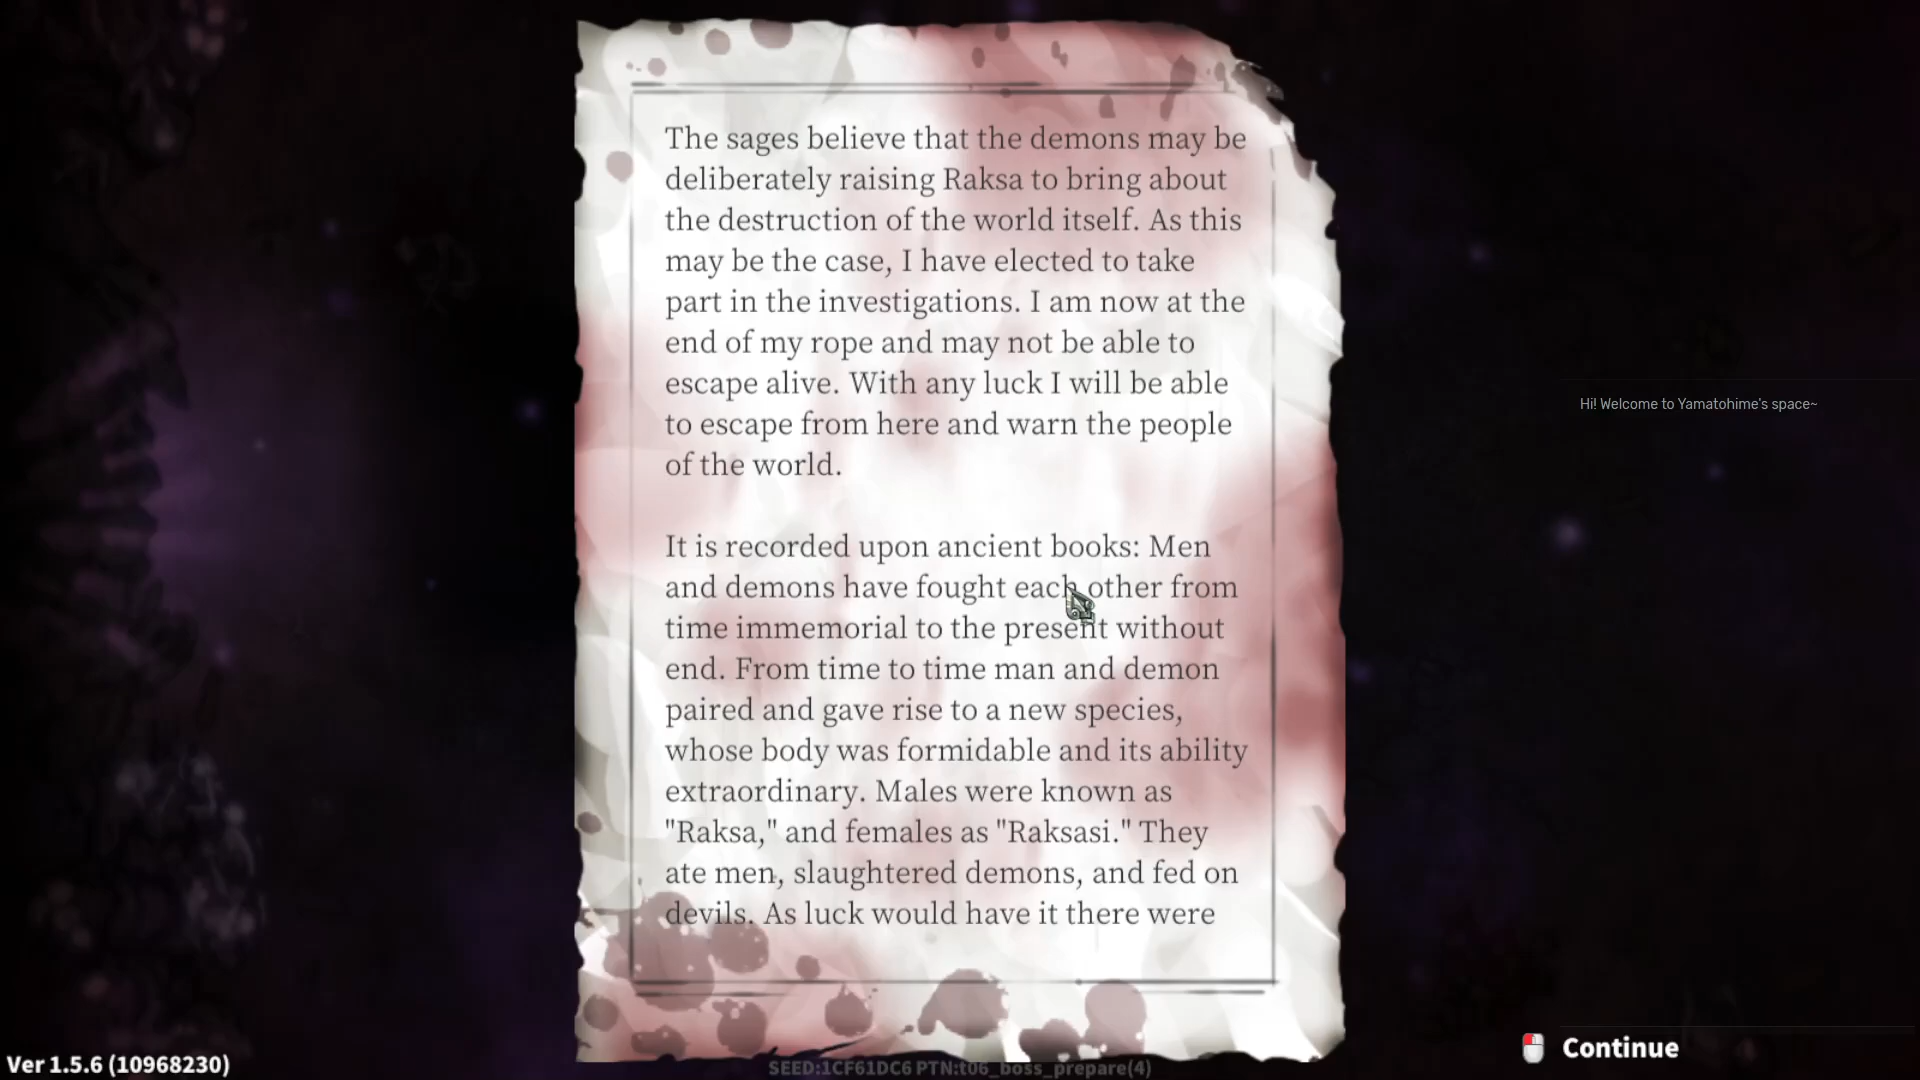 The sages believe that the demons may be
deliberately raising Raksa to bring about
the destruction of the world itself. As this
may be the case, I have elected to take
part in the investigations. I am now at the
end of my rope and may not be able to
escape alive. With any luck I will be able
to escape from here and warn the people
of the world.
It is recorded upon ancient books: Men
and demons have fought each other from
time immemorial to the present without
end. From time to time man and demon
paired and gave rise to a new species,
whose body was formidable and its ability
extraordinary. Males were known as
"Raksa," and females as "Raksasi." They
ate men, slaughtered demons, and fed on
devils. As luck would have it there were
Hi! Welcome to Yamatohime's space~
Continue
Ver 1.5.6 (10968230)
SEED:1CF61DC6 PTN:t06_boss_prepare(4)